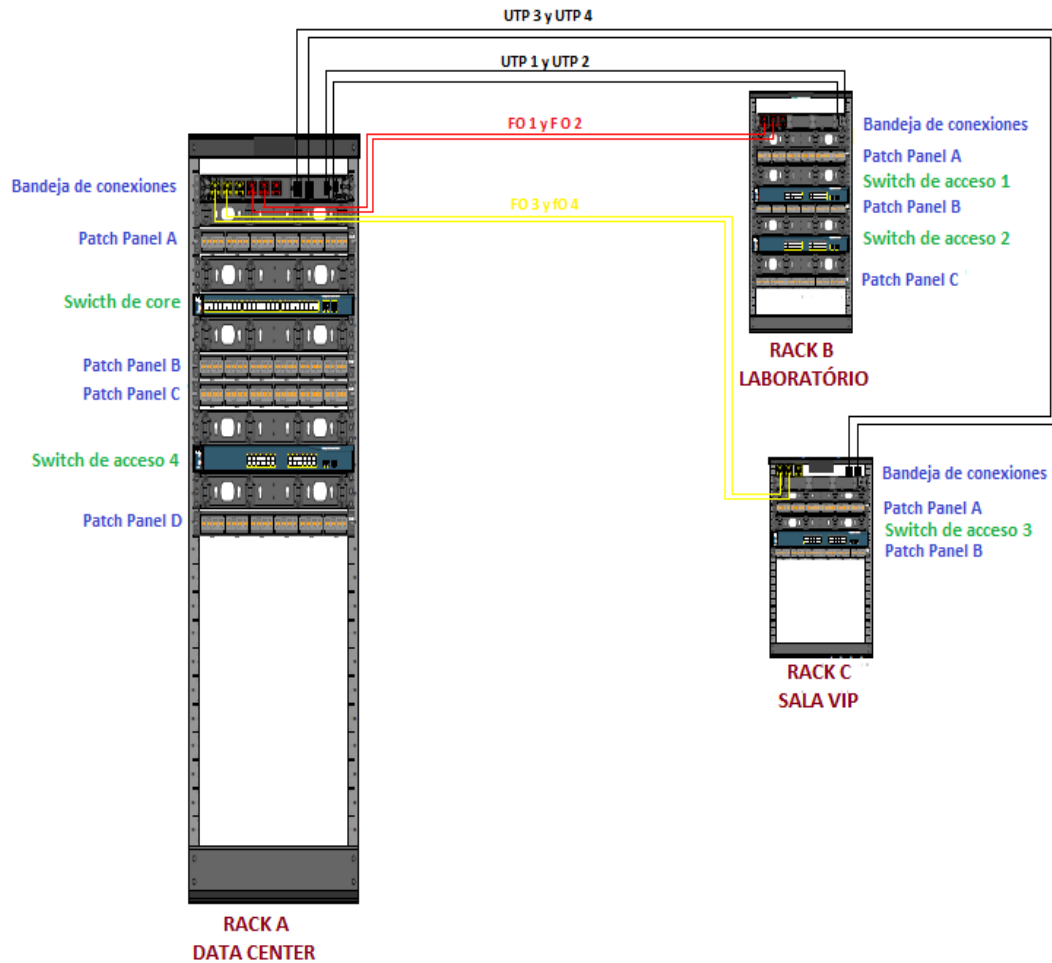 UTP 3 y UTP 4
UTP 1 y UTP 2
FO 1 y F O 2
FO 3 y fO 4
Bandeja de conexiones
Patch Panel A
Swicth de core
Patch Panel B
Patch Panel C
Switch de acceso 4
Patch Panel D
RACK A
DATA CENTER
Bandeja de conexiones
Patch Panel A
Switch de acceso 1
Patch Panel B
Switch de acceso 2
Patch Panel C
RACK B
LABORATÓRIO
Bandeja de conexiones
Patch Panel A
Switch de acceso 3
Patch Panel B
RACK C
SALA VIP